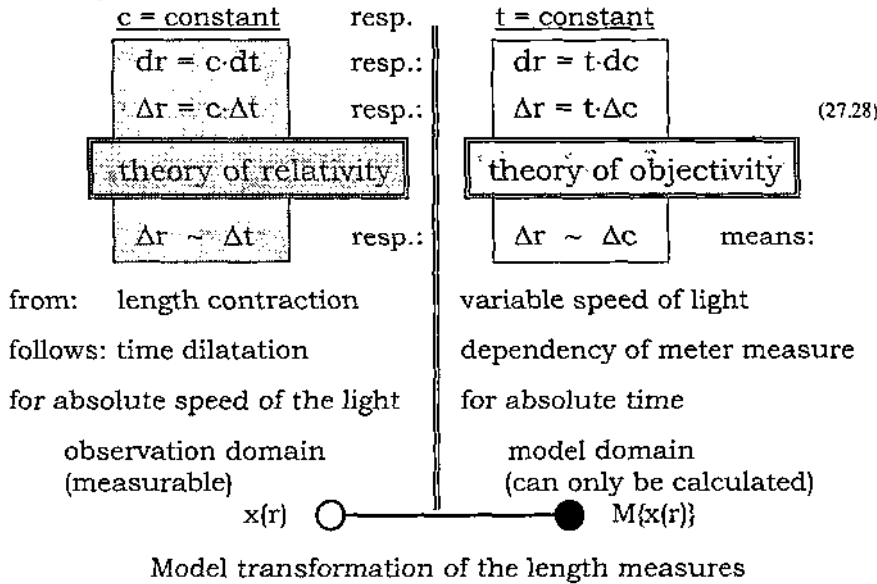 c = constant resp. t = constant
dr = c·dt resp.: dr = t·dc
Δr = c·Δt resp.: Δr = t·Δc (27.28)
theory of relativity theory of objectivity
Δr ~ Δt resp.: Δr ~ Δc means:
from: length contraction variable speed of light
follows: time dilatation dependency of meter measure
for absolute speed of the light for absolute time
observation domain model domain
(measurable) (can only be calculated)
x(r) M{x(r)}
Model transformation of the length measures